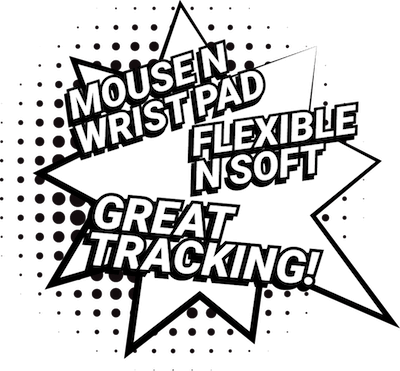 MOUSE N
WRIST PAD
FLEXIBLE
N SOFT
GREAT
TRACKING!